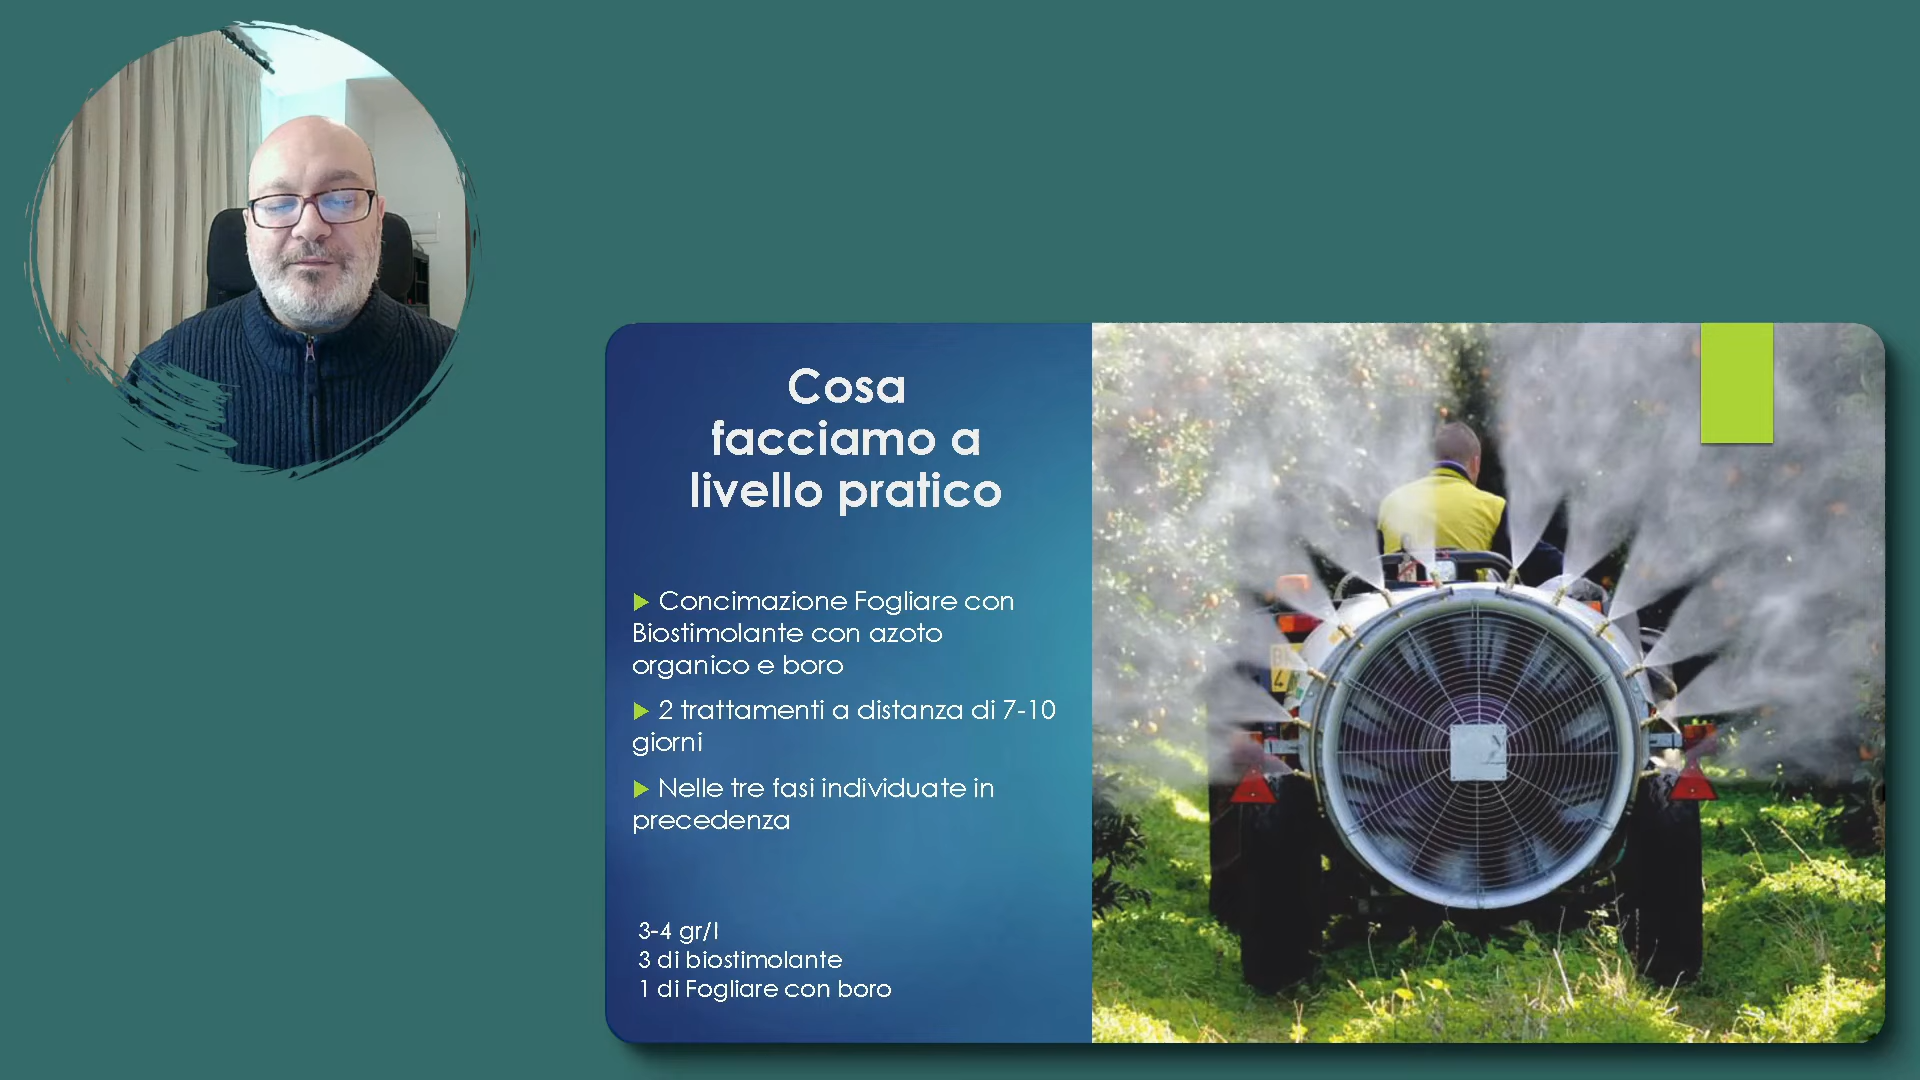 Cosa
facciamo a
livello pratico
Concimazione Fogliare con
Biostimolante con azoto
organico e boro
2 trattamenti a distanza di 7-10
giorni
Nelle tre fasi individuate in
precedenza
3-4 gr/l
3 di biostimolante
1 di Fogliare con boro